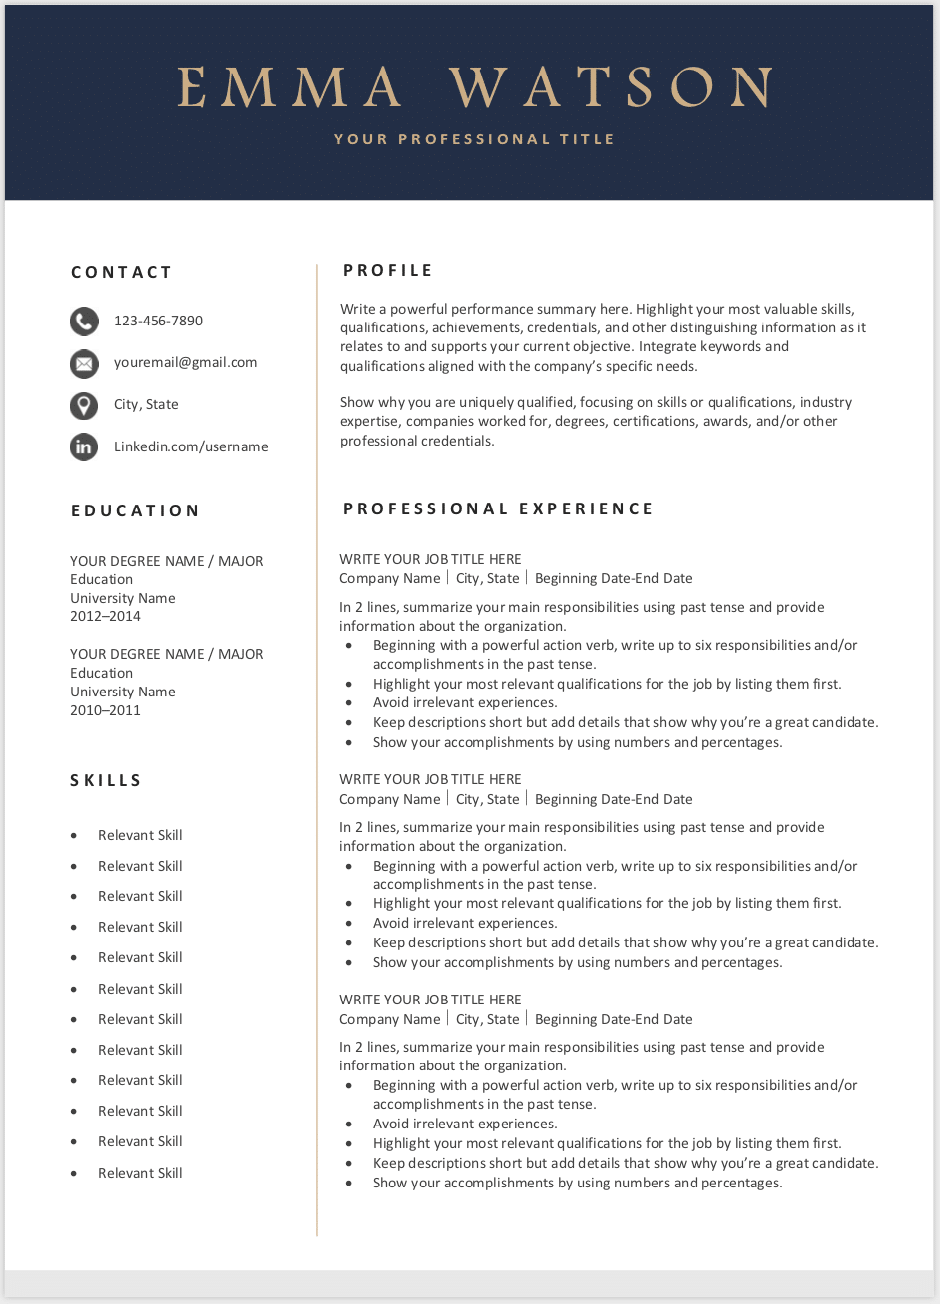 EMMA WATSON
YOUR PROFESSIONAL TITLE
CONTACT
123-456-7890
youremail@gmail.com
City, State
in
Linkedin.com/username
EDUCATION
YOUR DEGREE NAME / MAJOR
Education
University Name
2012–2014
YOUR DEGREE NAME / MAJOR
Education
University Name
2010–2011
SKILLS
• Relevant Skill
• Relevant Skill
• Relevant Skill
• Relevant Skill
• Relevant Skill
• Relevant Skill
• Relevant Skill
• Relevant Skill
• Relevant Skill
• Relevant Skill
• Relevant Skill
• Relevant Skill
PROFILE
Write a powerful performance summary here. Highlight your most valuable skills,
qualifications, achievements, credentials, and other distinguishing information as it
relates to and supports your current objective. Integrate keywords and
qualifications aligned with the company’s specific needs.
Show why you are uniquely qualified, focusing on skills or qualifications, industry
expertise, companies worked for, degrees, certifications, awards, and/or other
professional credentials.
PROFESSIONAL EXPERIENCE
WRITE YOUR JOB TITLE HERE
Company Name | City, State | Beginning Date-End Date
In 2 lines, summarize your main responsibilities using past tense and provide
information about the organization.
• Beginning with a powerful action verb, write up to six responsibilities and/or
accomplishments in the past tense.
• Highlight your most relevant qualifications for the job by listing them first.
• Avoid irrelevant experiences.
• Keep descriptions short but add details that show why you’re a great candidate.
• Show your accomplishments by using numbers and percentages.
WRITE YOUR JOB TITLE HERE
Company Name | City, State | Beginning Date-End Date
In 2 lines, summarize your main responsibilities using past tense and provide
information about the organization.
• Beginning with a powerful action verb, write up to six responsibilities and/or
accomplishments in the past tense.
• Highlight your most relevant qualifications for the job by listing them first.
• Avoid irrelevant experiences.
• Keep descriptions short but add details that show why you’re a great candidate.
• Show your accomplishments by using numbers and percentages.
WRITE YOUR JOB TITLE HERE
Company Name | City, State | Beginning Date-End Date
In 2 lines, summarize your main responsibilities using past tense and provide
information about the organization.
• Beginning with a powerful action verb, write up to six responsibilities and/or
accomplishments in the past tense.
• Avoid irrelevant experiences.
• Highlight your most relevant qualifications for the job by listing them first.
• Keep descriptions short but add details that show why you’re a great candidate.
• Show your accomplishments by using numbers and percentages.